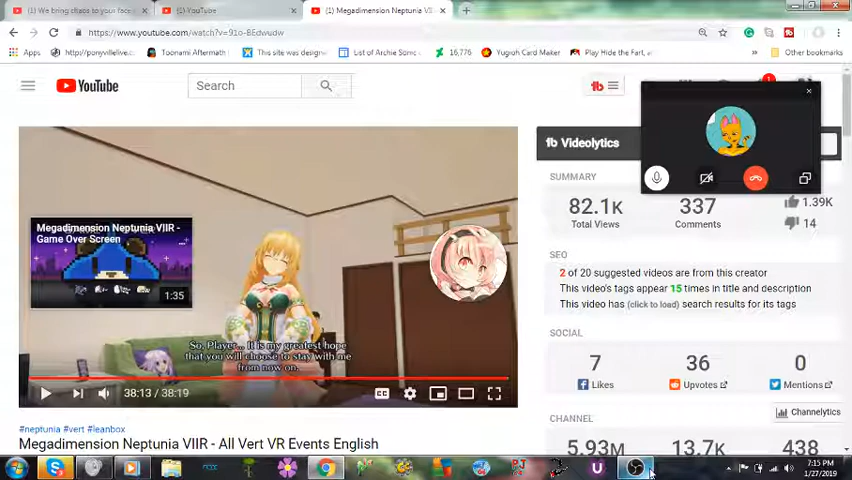 (1) We bring chaos to your face
(1) YouTube
Megadimension Neptunia VII
https://www.youtube.com/watch?v=91o-BEdwudw
Apps
http://ponyvillelive.
Toonami Aftermath
This site was design
List of Archie Sonic
16,776
Yugioh Card Maker
Play Hide the Fart, a
Other bookmarks
YouTube
Search
Videolytics
SUMMARY
82.1K
Total Views
337
Comments
1.39K
14
SEO
2 of 20 suggested videos are from this creator
This video's tags appear 15 times in title and description
This video has (click to load) search results for its tags
SOCIAL
7
Likes
36
Upvotes
0
Mentions
Channelytics
CHANNEL
5.93M
13.7K
438
Megadimension Neptunia VIIR -
Game Over Screen
1:35
So, Player... It is my greatest hope
that you will choose to stay with me
from now on.
38:13 / 38:19
#neptunia #vert #leanbox
Megadimension Neptunia VIIR - All Vert VR Events English
7:15 PM
1/27/2019